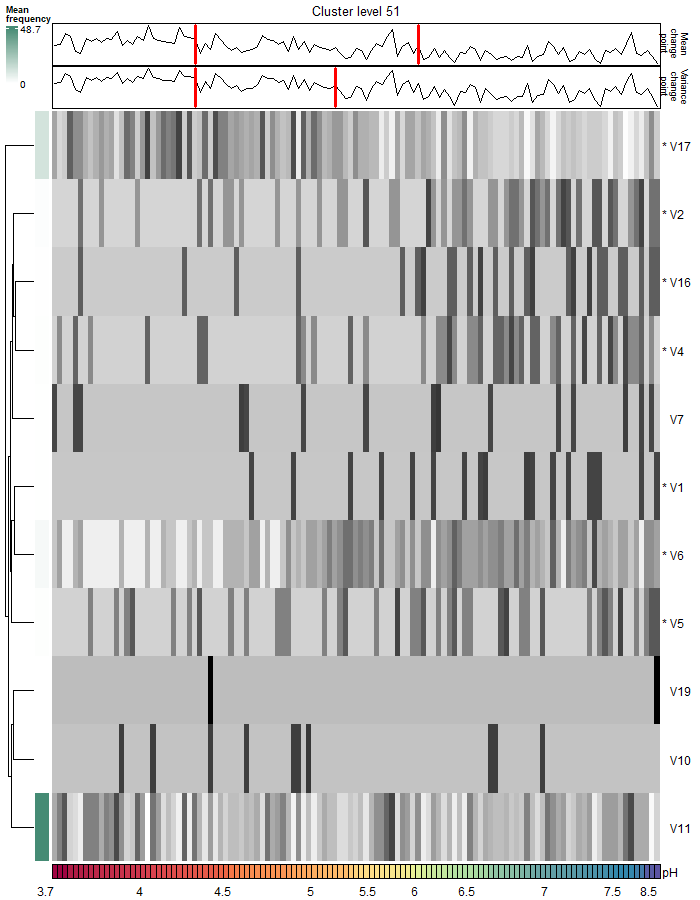 Mean
frequency
48.7
0
Cluster level 51
Mean
change
point
Variance
change
point
* V17
* V2
* V16
* V4
V7
* V1
* V6
* V5
V19
V10
V11
pH
3.7 4 4.5 5 5.5 6 6.5 7 7.5 8.5